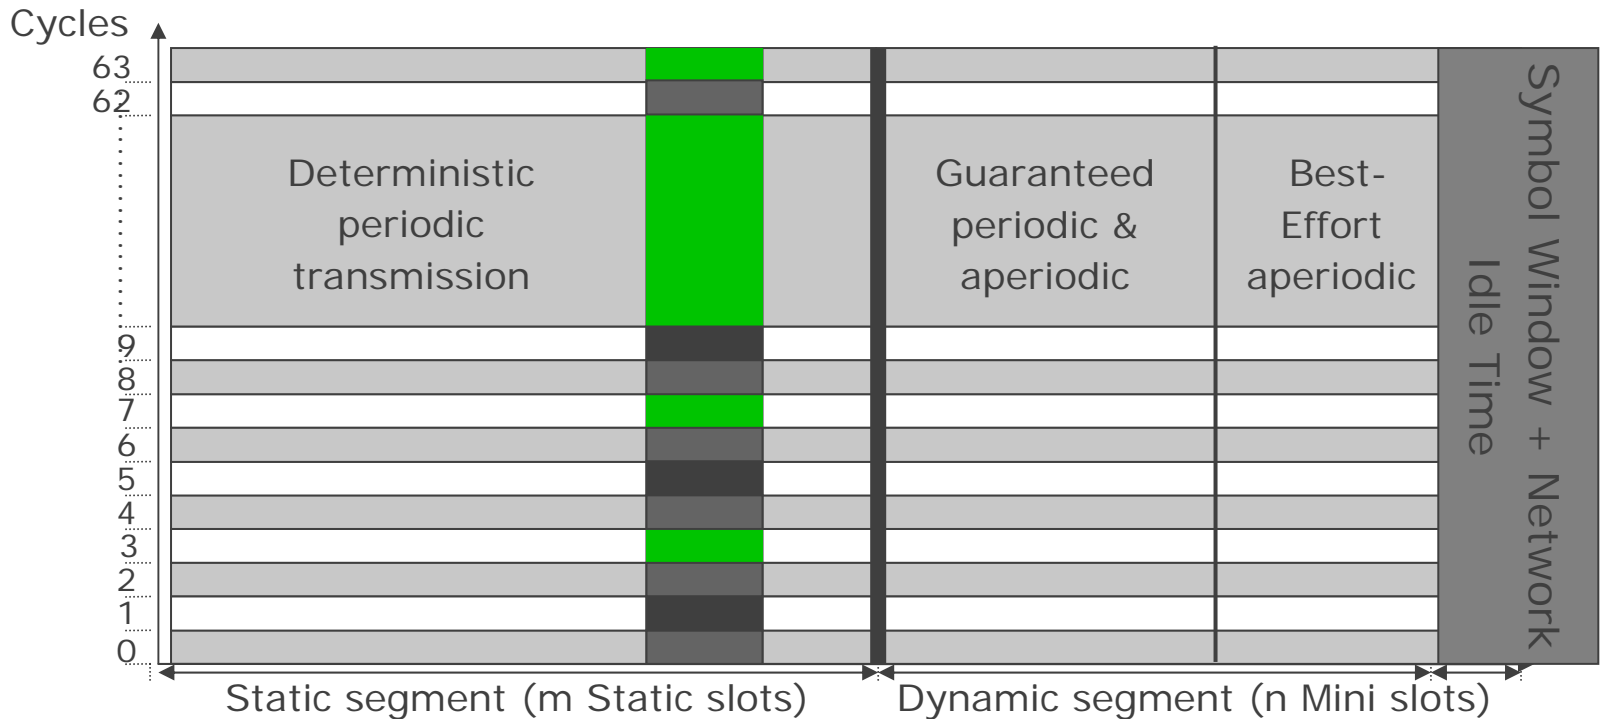 Cycles
63
62
9
8
7
6
5
4
3
2
1
0
Deterministic
periodic
transmission
Guaranteed
periodic &
aperiodic
Best-
Effort
aperiodic
Symbol Window + Network
Idle Time
Static segment (m Static slots)
Dynamic segment (n Mini slots)